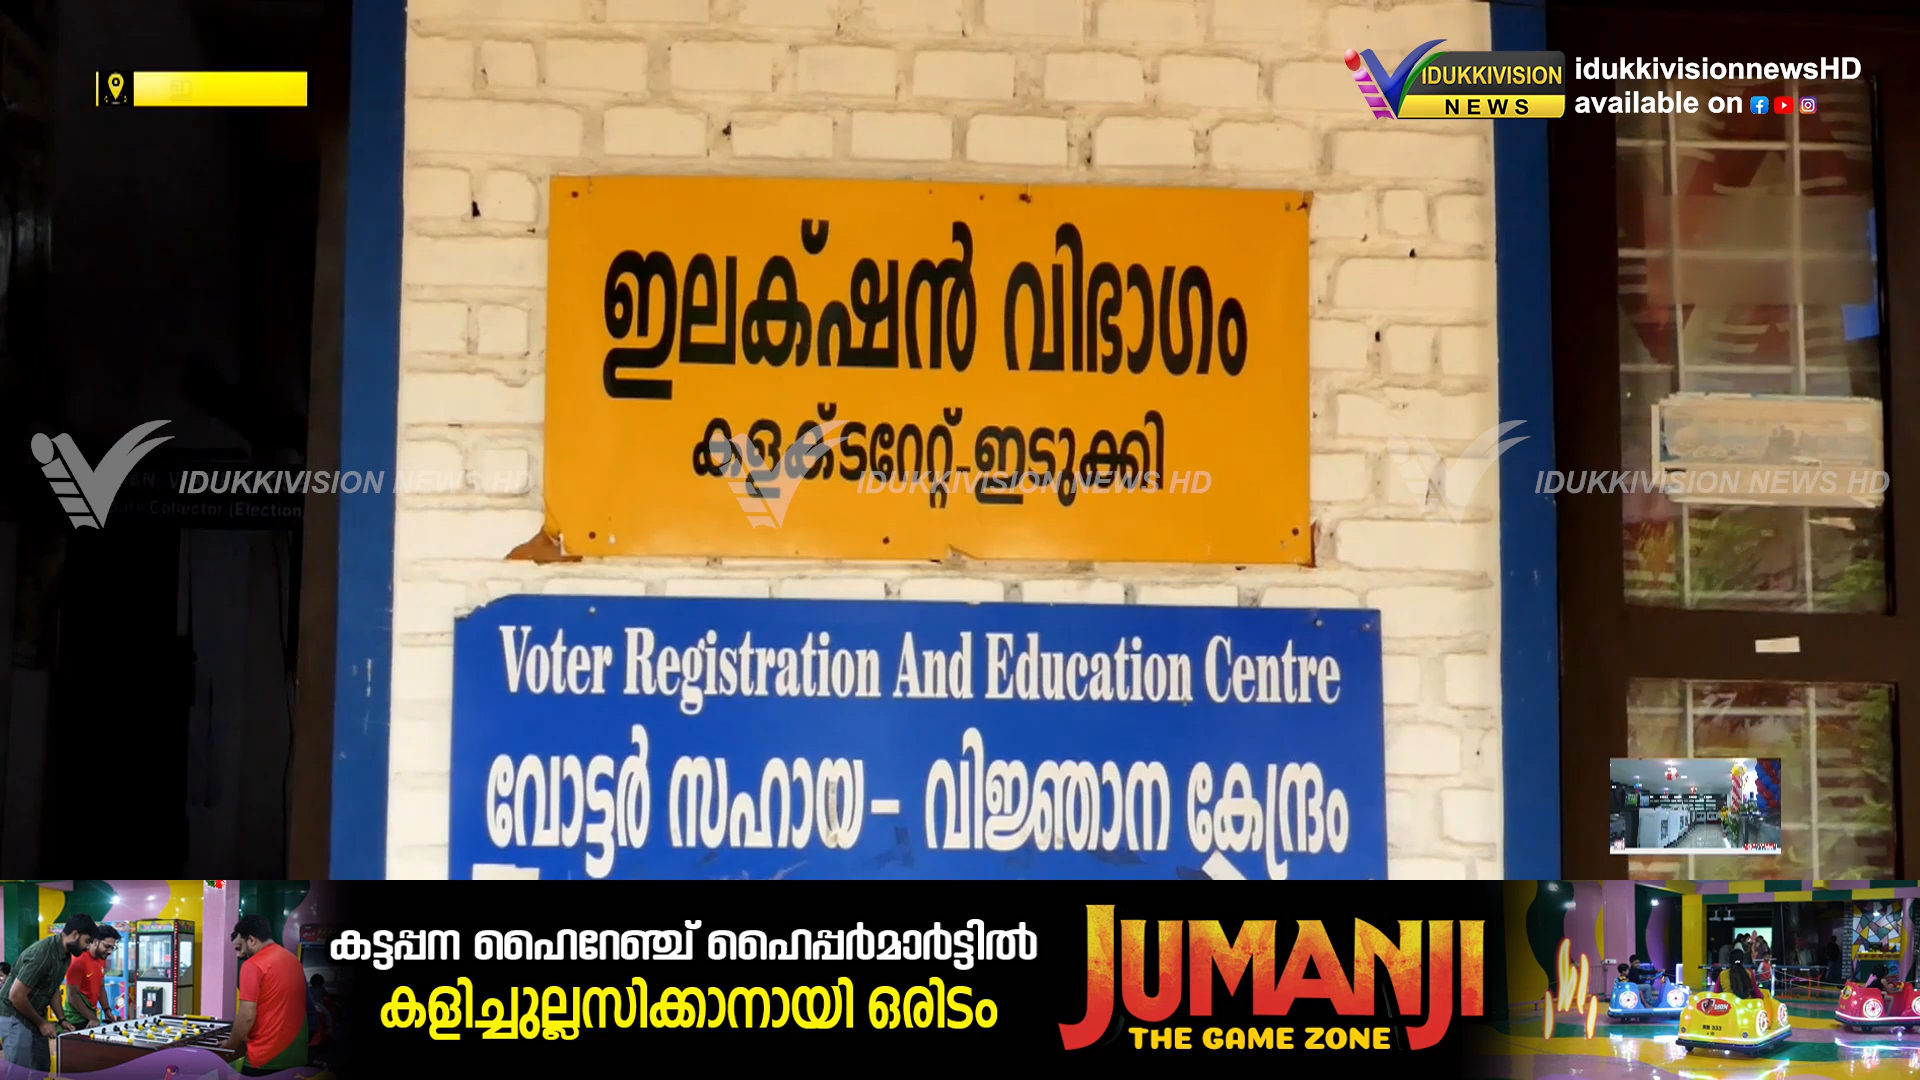 IDUKKIVISION
NEWS
idukkivisionnewsHD
available on
ഇലക്ഷൻ വിഭാഗം
കളക്ടറേറ്റ്-ഇടുക്കി
IDUKKIVISION NEWS HD
IDUKKIVISION NEWS HD
IDUKKIVISION NEWS HD
Collector (Election
Voter Registration And Education Centre
വോട്ടർ സഹായ - വിജ്ഞാന കേന്ദ്രം
കട്ടപ്പന ഹൈറേഞ്ച് ഹൈപ്പർമാർട്ടിൽ
കളിച്ചുല്ലസിക്കാനായി ഒരിടം
JUMANJI
THE GAME ZONE